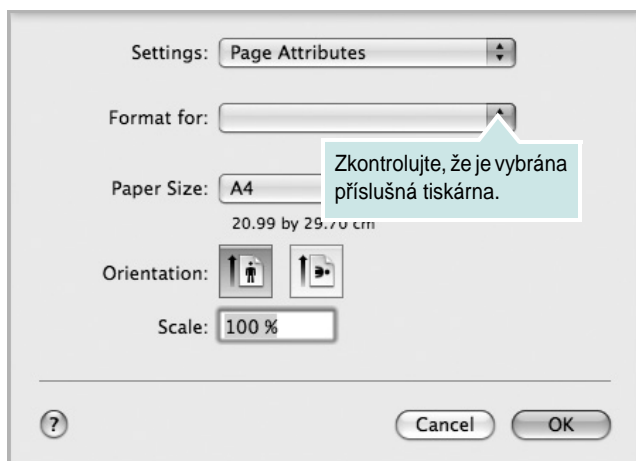 Settings: Page Attributes
Format for:
Zkontrolujte, že je vybrána
příslušná tiskárna.
Paper Size: A4
20.99 by 29.70 cm
Orientation:
Scale: 100 %
? Cancel OK